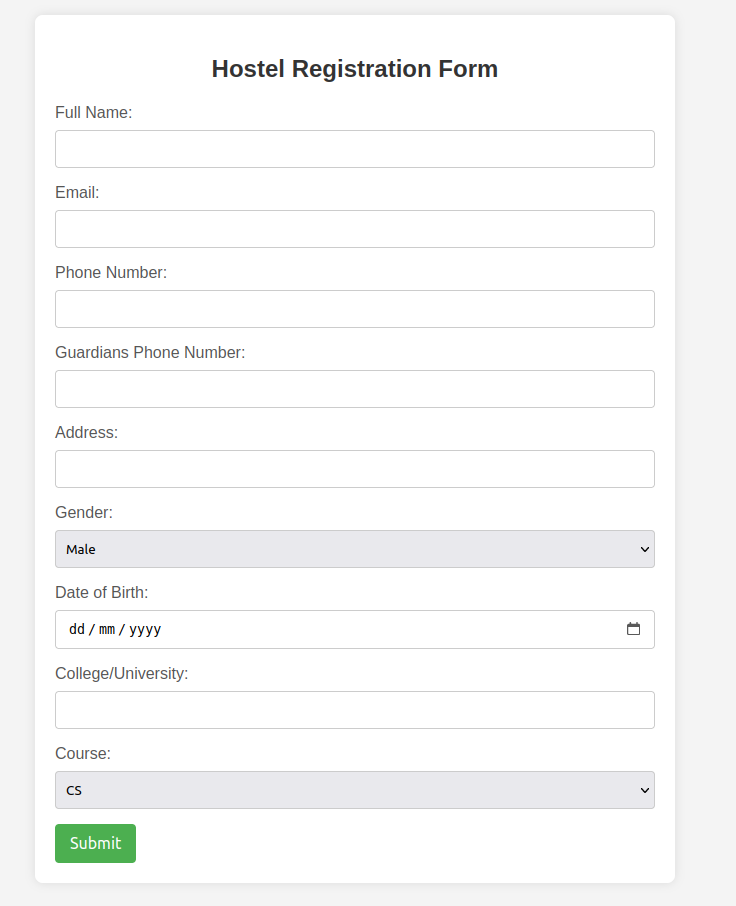 Hostel Registration Form
Full Name:
Email:
Phone Number:
Guardians Phone Number:
Address:
Gender:
Male
Date of Birth:
dd / mm / yyyy
College/University:
Course:
CS
Submit